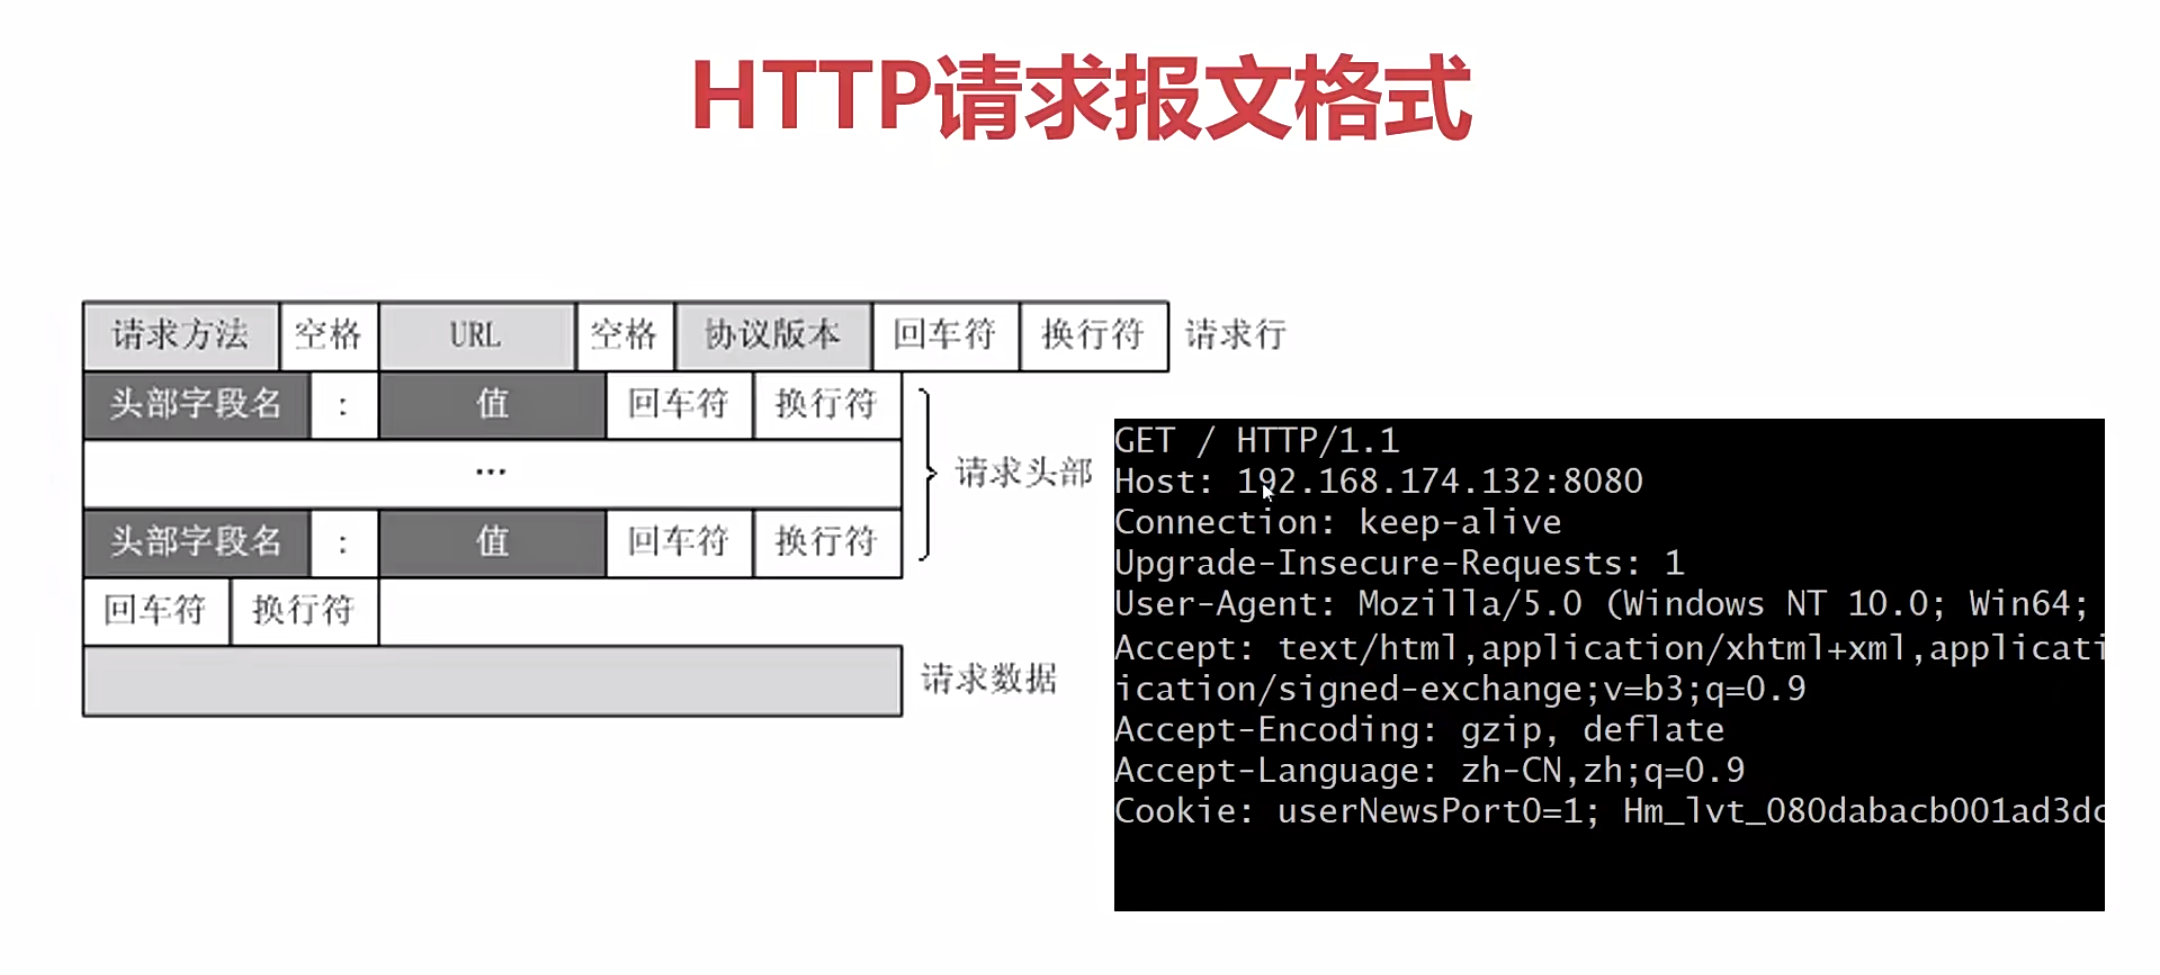 HTTP请求报文格式
请求方法 空格 URL 空格 协议版本 回车符 换行符 请求行
头部字段名 : 值 回车符 换行符
...
请求头部
头部字段名 : 值 回车符 换行符
回车符 换行符
请求数据
GET / HTTP/1.1
Host: 192.168.174.132:8080
Connection: keep-alive
Upgrade-Insecure-Requests: 1
User-Agent: Mozilla/5.0 (Windows NT 10.0; Win64;
Accept: text/html,application/xhtml+xml,applicati
ication/signed-exchange;v=b3;q=0.9
Accept-Encoding: gzip, deflate
Accept-Language: zh-CN,zh;q=0.9
Cookie: userNewsPort0=1; Hm_lvt_080dabacb001ad3dc